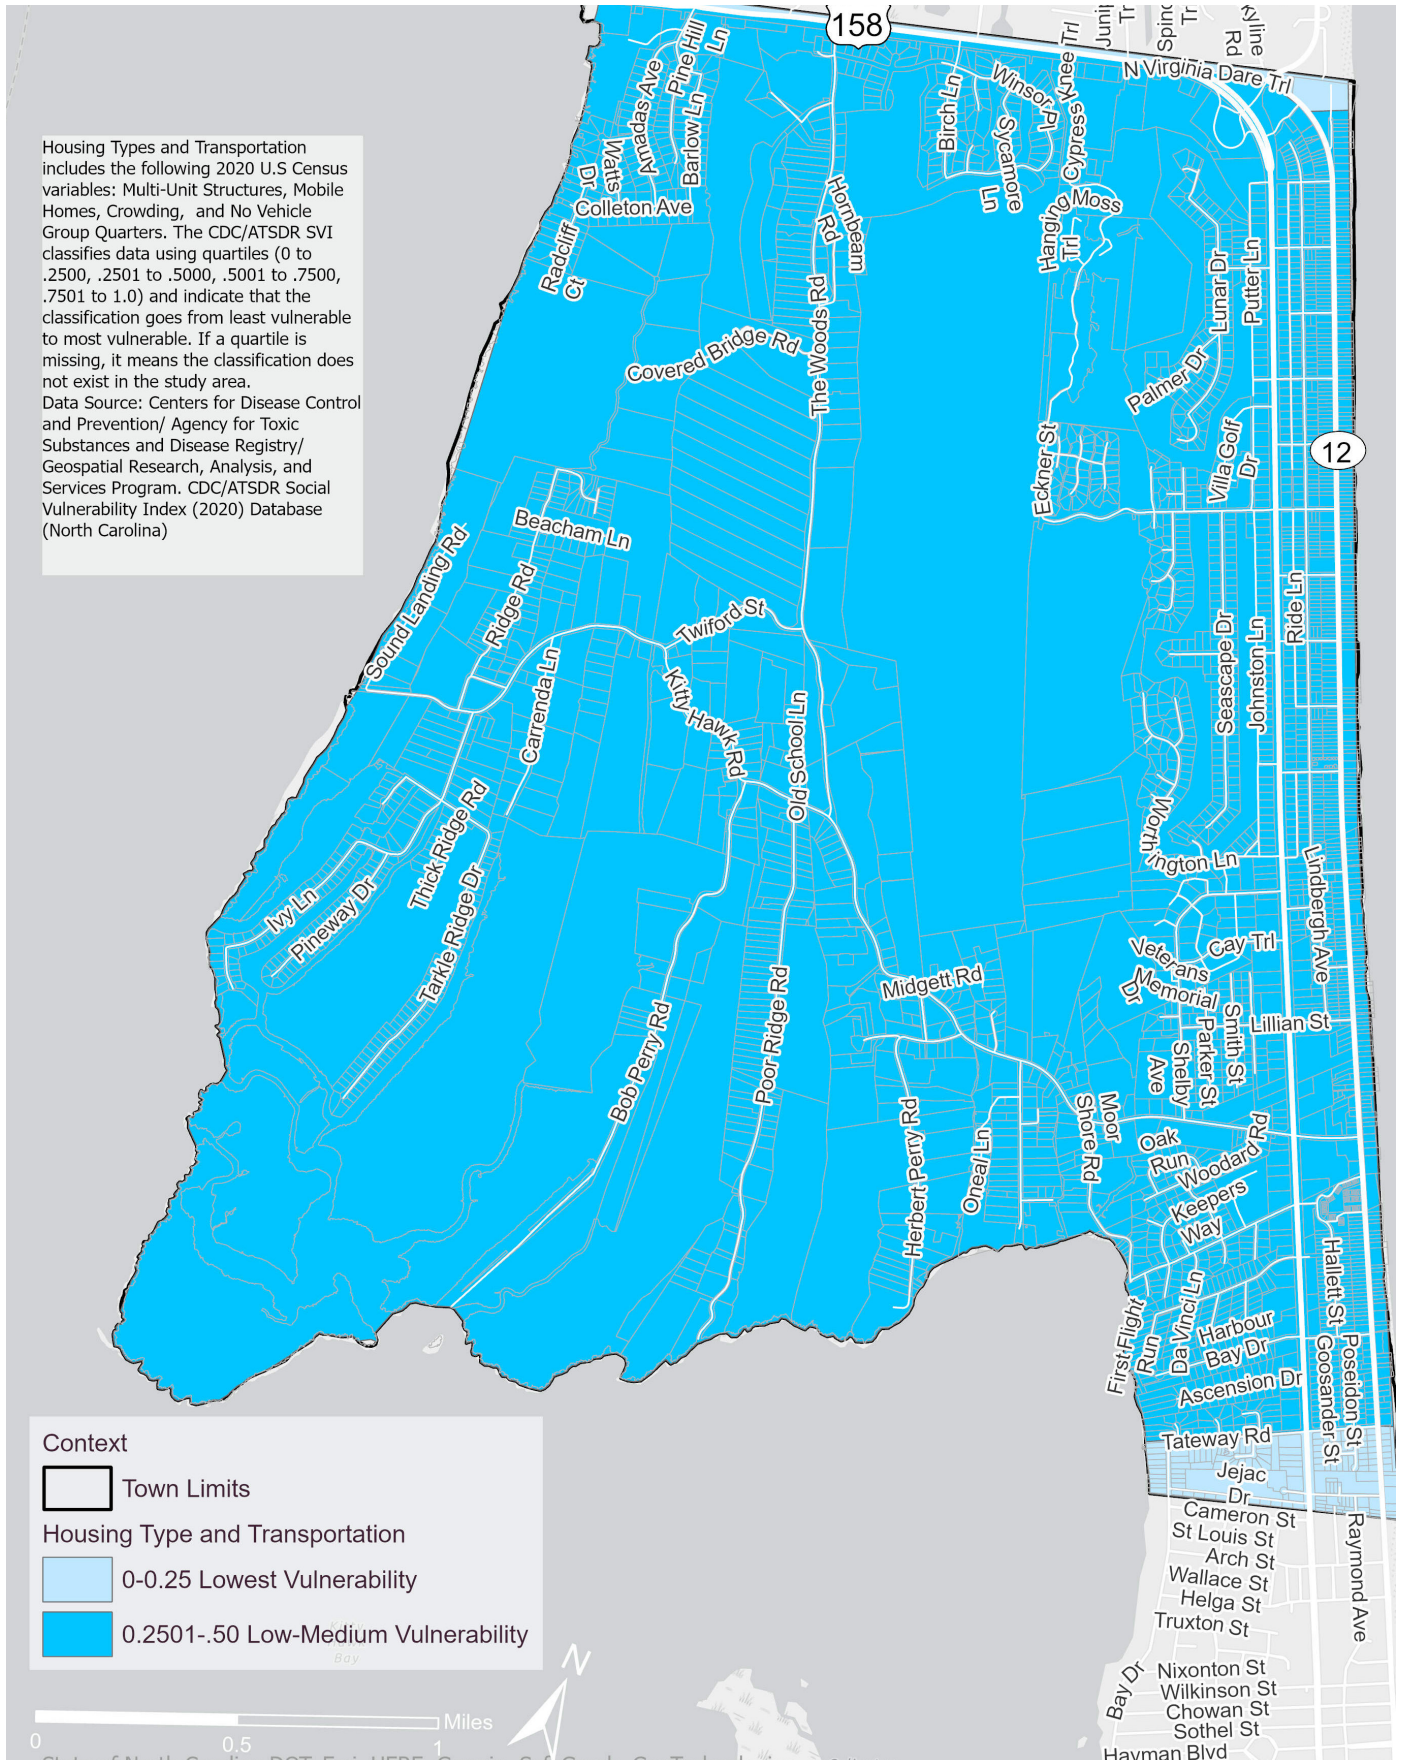 158
Pine Hill
Ln
Amadas Ave
Barlow Ln
Watts
Dr
Colleton Ave
Radcliff
Ct
Birch Ln
Winsor Pl
Sycamore
Ln
Cypress Knee Trl
Juni
Tr
Spin
Tr
kyline
Rd
N Virginia Dare Trl
Hanging Moss
Trl
Hornbeam
Rd
The Woods Rd
Covered Bridge Rd
Lunar Dr
Putter Ln
Palmer Dr
Villa Golf
Dr
12
Eckner St
Housing Types and Transportation
includes the following 2020 U.S Census
variables: Multi-Unit Structures, Mobile
Homes, Crowding, and No Vehicle
Group Quarters. The CDC/ATSDR SVI
classifies data using quartiles (0 to
.2500, .2501 to .5000, .5001 to .7500,
.7501 to 1.0) and indicate that the
classification goes from least vulnerable
to most vulnerable. If a quartile is
missing, it means the classification does
not exist in the study area.
Data Source: Centers for Disease Control
and Prevention/ Agency for Toxic
Substances and Disease Registry/
Geospatial Research, Analysis, and
Services Program. CDC/ATSDR Social
Vulnerability Index (2020) Database
(North Carolina)
Beacham Ln
Sound Landing Rd
Ridge Rd
Twiford St
Carrenda Ln
Kitty Hawk Rd
Old School Ln
Seascape Dr
Johnston Ln
Ride Ln
Worthington Ln
Lindbergh Ave
Thick Ridge Rd
Ivy Ln
Pineway Dr
Tarkle Ridge Dr
Bob Perry Rd
Poor Ridge Rd
Midgett Rd
Veterans
Memorial
Dr
Cay Trl
Lillian St
Smith St
Parker St
Shelby
Ave
Herbert Perry Rd
Oneal Ln
Moor
Shore Rd
Oak
Run
Woodard Rd
Keepers
Way
First Flight
Run
Da Vinci Ln
Harbour
Bay Dr
Ascension Dr
Hallett St
Goosander St
Poseidon St
Tateway Rd
Jejac
Dr
Cameron St
St Louis St
Arch St
Wallace St
Helga St
Truxton St
Raymond Ave
Bay Dr
Nixonton St
Wilkinson St
Chowan St
Sothel St
Hayman Blvd
Context
Town Limits
Housing Type and Transportation
0-0.25 Lowest Vulnerability
0.2501-.50 Low-Medium Vulnerability
Bay
N
0
0.5
1
Miles